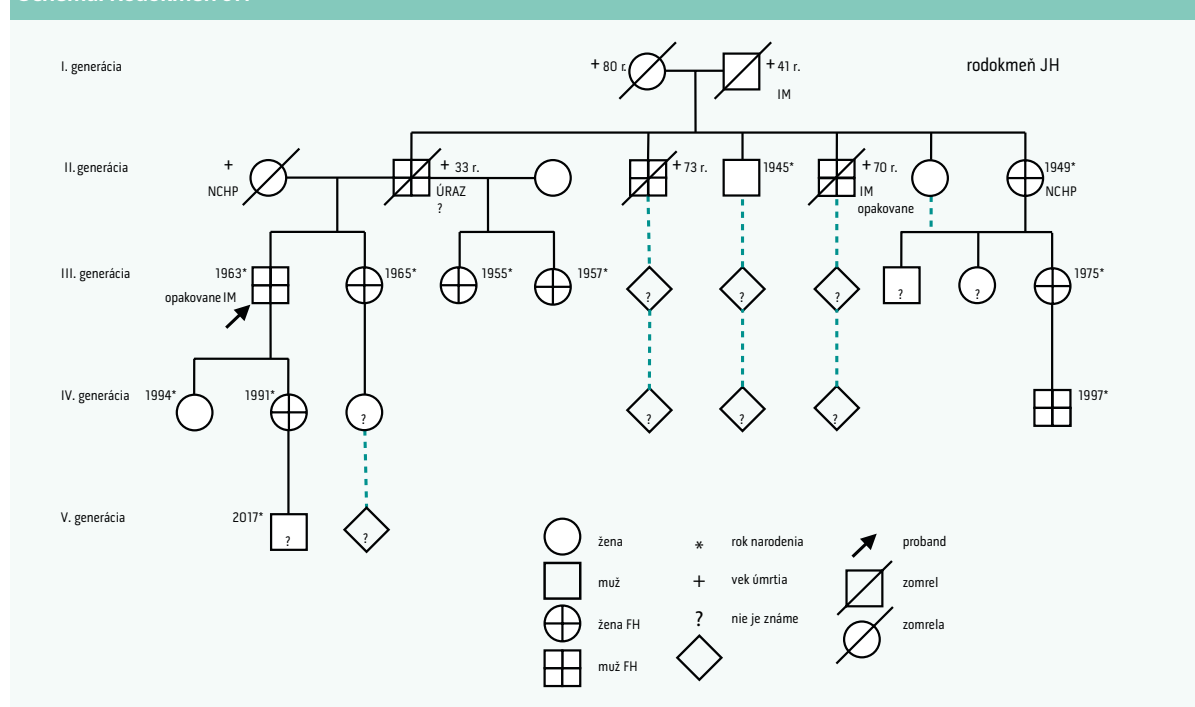 I. generácia
+ 80 r.
+ 41 r.
IM
rodokmeň JH
II. generácia
+
NCHP
+ 33 r.
ÚRAZ
?
+ 73 r.
1945*
+ 70 r.
IM
opakovane
1949*
NCHP
III. generácia
1963*
opakovane IM
1965*
1955*
1957*
?
?
?
?
?
1975*
IV. generácia
1994*
1991*
?
?
?
?
1997*
V. generácia
2017*
?
?
žena
* rok narodenia
proband
muž
+ vek úmrtia
zomrel
žena FH
? nie je známe
zomrela
muž FH